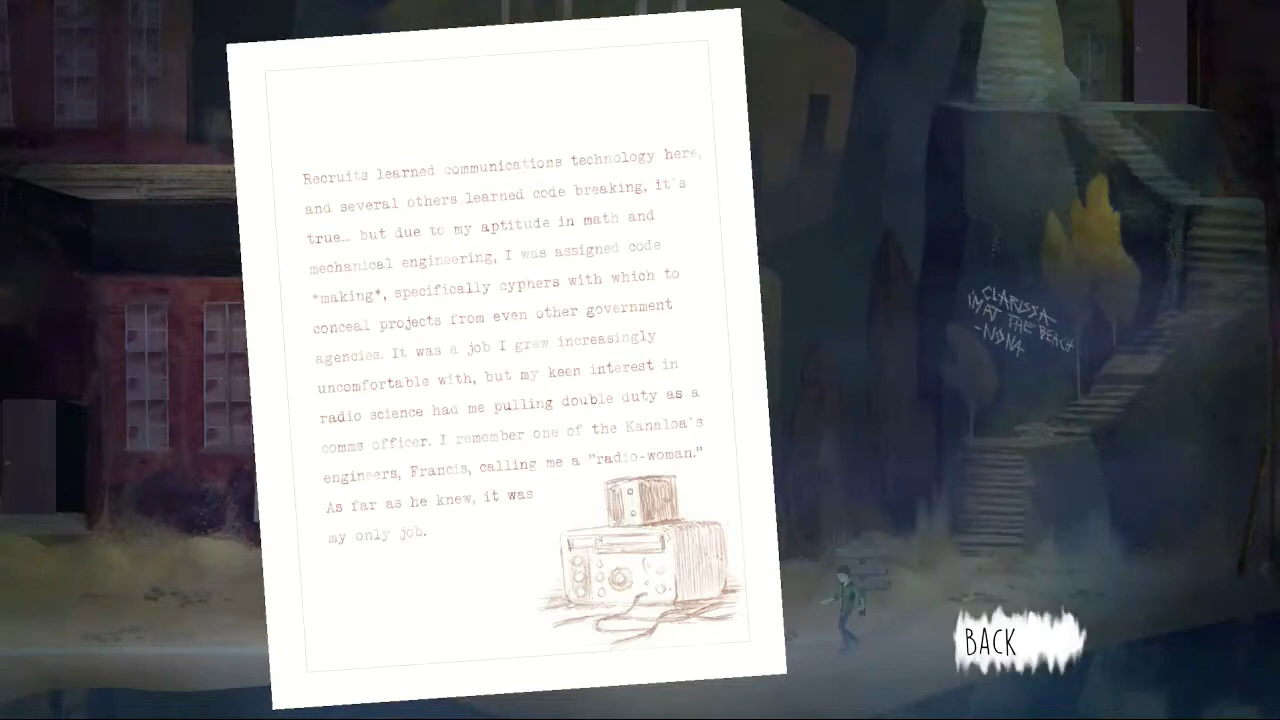 Recruits learned communications technology here,
and several others learned code breaking, it's
true… but due to my aptitude in math and
mechanical engineering, I was assigned code
*making*, specifically cyphers with which to
conceal projects from even other government
agencies. It was a job I grew increasingly
uncomfortable with, but my keen interest in
radio science had me pulling double duty as a
comms officer. I remember one of the Kanaloa's
engineers, Francis, calling me a "radio-woman."
As far as he knew, it was
my only job.
CLARISSA
I'M AT THE BEACH
-NONA
BACK